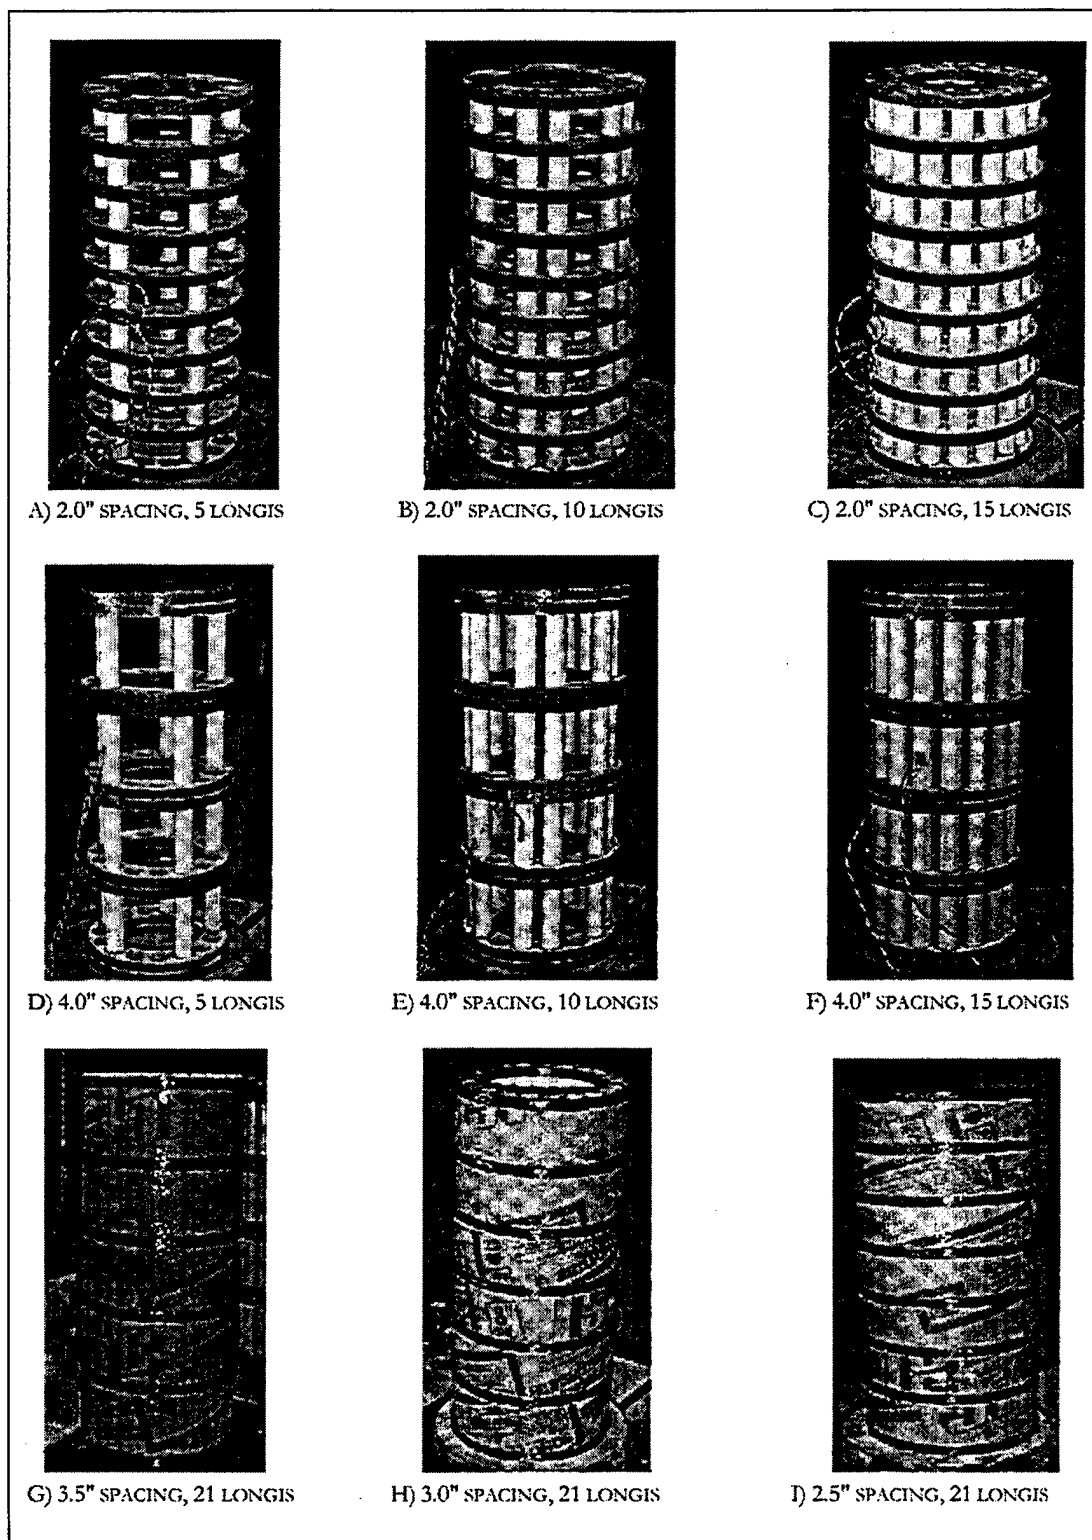 A) 2.0" SPACING, 5 LONGIS
B) 2.0" SPACING, 10 LONGIS
C) 2.0" SPACING, 15 LONGIS
D) 4.0" SPACING, 5 LONGIS
E) 4.0" SPACING, 10 LONGIS
F) 4.0" SPACING, 15 LONGIS
G) 3.5" SPACING, 21 LONGIS
H) 3.0" SPACING, 21 LONGIS
I) 2.5" SPACING, 21 LONGIS